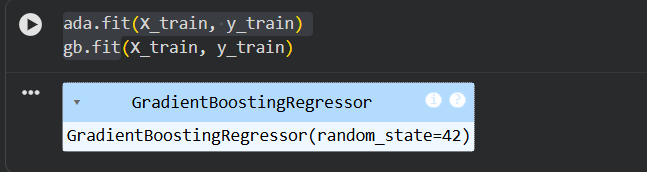 ada.fit(X_train, y_train)
gb.fit(X_train, y_train)
GradientBoostingRegressor
GradientBoostingRegressor(random_state=42)